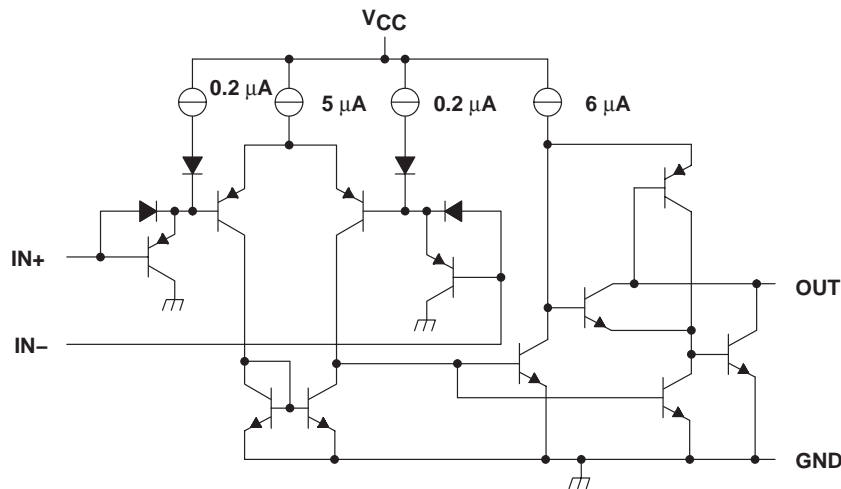 VCC
0.2 μA
5 μA
0.2 μA
6 μA
IN+
OUT
IN−
GND